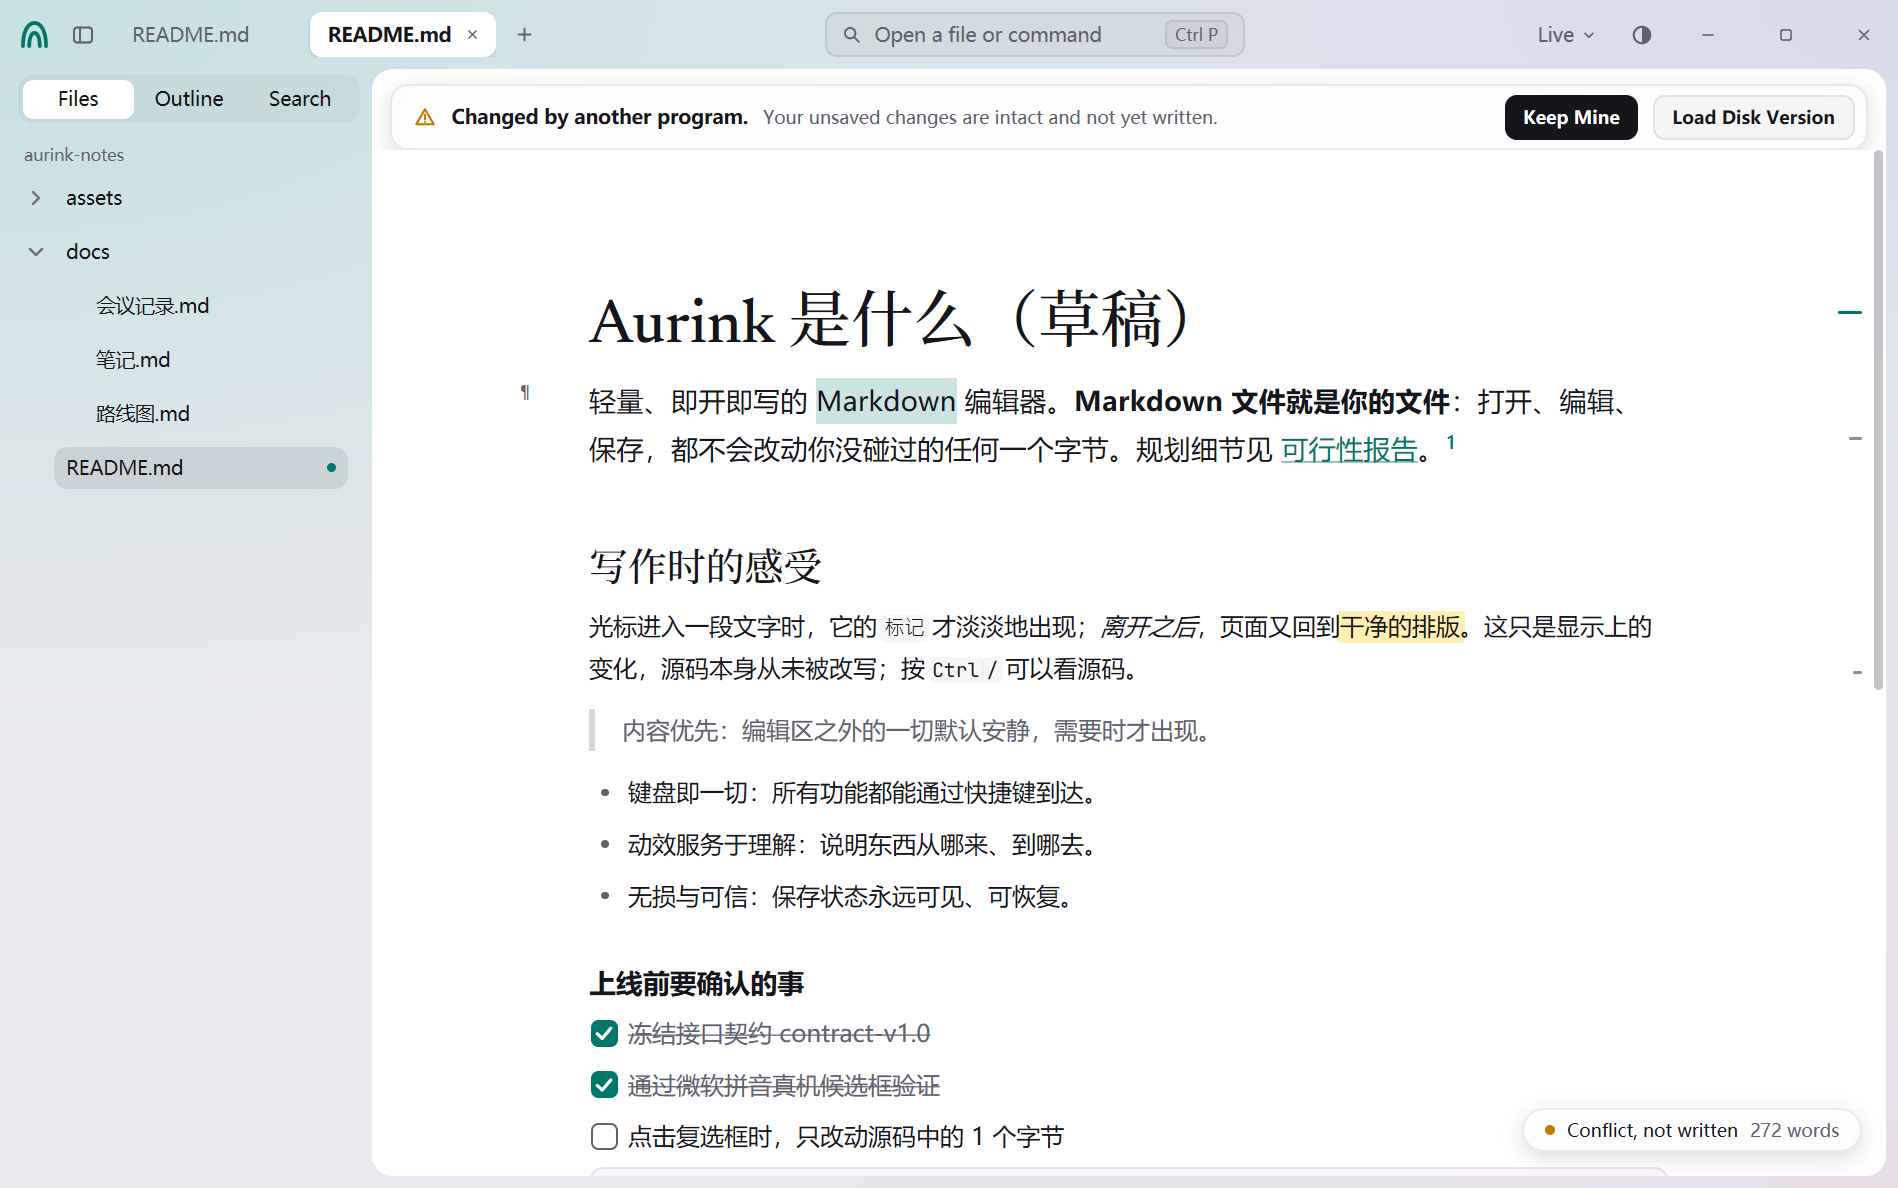 README.md
README.md
Open a file or command
Ctrl P
Live
Files
Outline
Search
aurink-notes
assets
docs
会议记录.md
笔记.md
路线图.md
README.md
Changed by another program.
Your unsaved changes are intact and not yet written.
Keep Mine
Load Disk Version
Aurink 是什么（草稿）
¶
轻量、即开即写的 Markdown 编辑器。Markdown 文件就是你的文件：打开、编辑、
保存，都不会改动你没碰过的任何一个字节。规划细节见 可行性报告。1
写作时的感受
光标进入一段文字时，它的 标记 才淡淡地出现；离开之后，页面又回到干净的排版。这只是显示上的
变化，源码本身从未被改写；按 Ctrl / 可以看源码。
内容优先：编辑区之外的一切默认安静，需要时才出现。
• 键盘即一切：所有功能都能通过快捷键到达。
• 动效服务于理解：说明东西从哪来、到哪去。
• 无损与可信：保存状态永远可见、可恢复。
上线前要确认的事
冻结接口契约 contract-v1.0
通过微软拼音真机候选框验证
点击复选框时，只改动源码中的 1 个字节
Conflict, not written
272 words